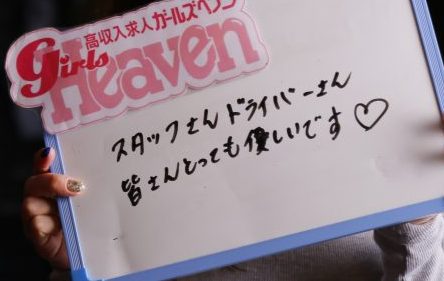 高収入求人ガールズヘブン
girls
Heaven
スタッフさんドライバーさん
皆さんとっても優しいです♡